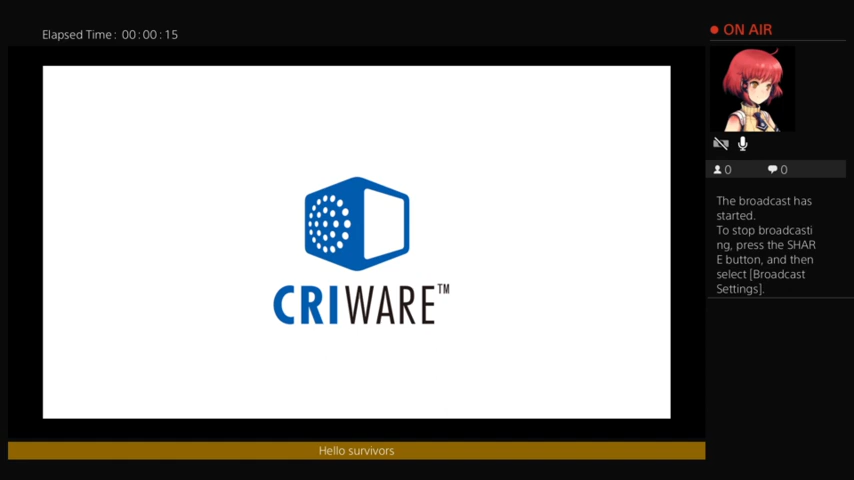 Elapsed Time : 00:00:15
ON AIR
0
0
The broadcast has
started.
To stop broadcasti
ng, press the SHAR
E button, and then
select [Broadcast
Settings].
CRIWARE™
Hello survivors